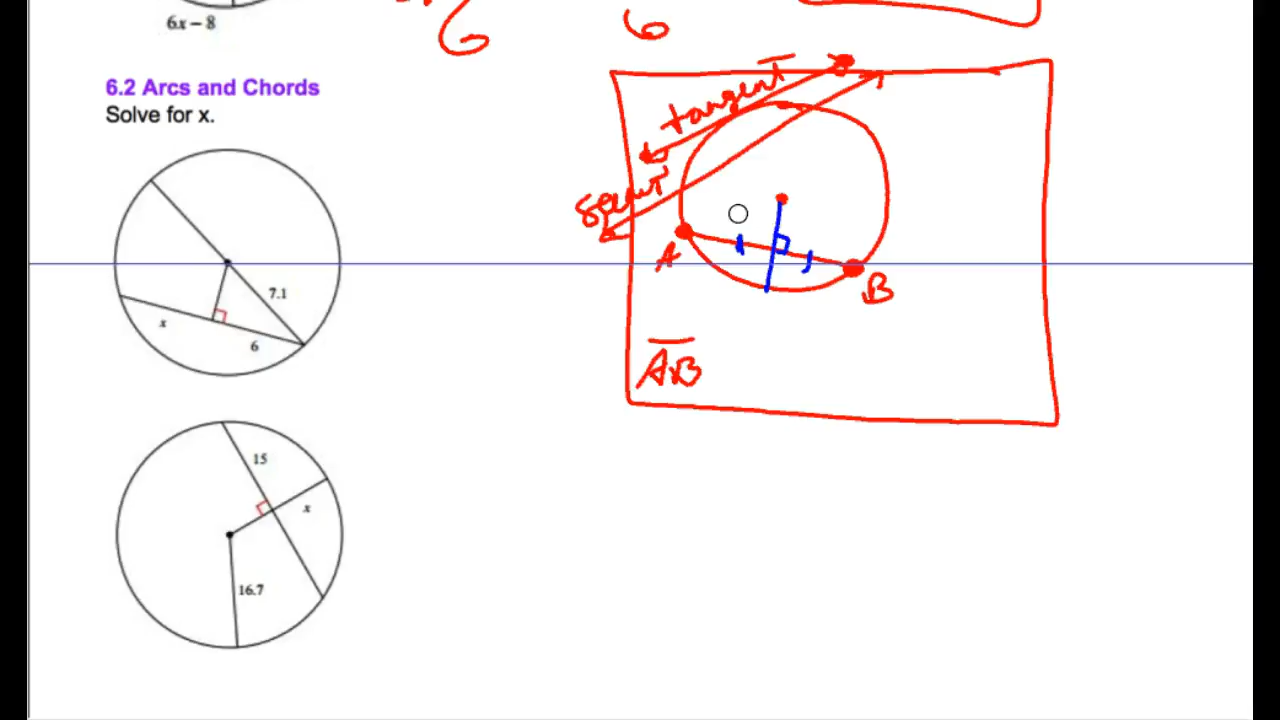 6x – 8
6
6
6.2 Arcs and Chords
Solve for x.
tangent
secant
A
B
AB
7.1
x
6
15
x
16.7